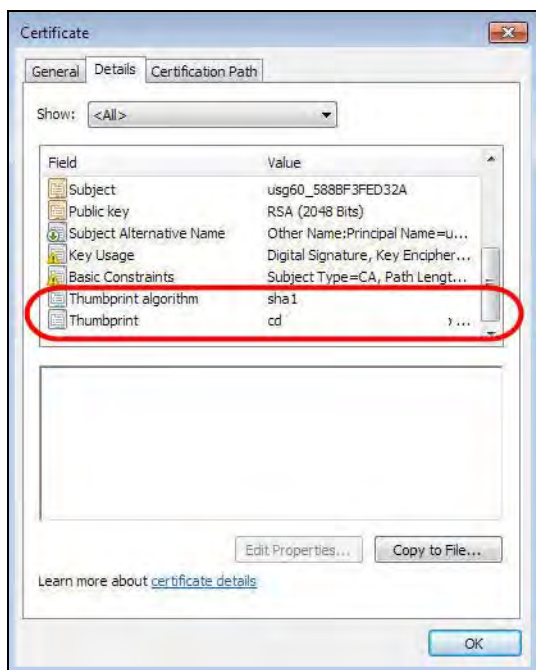 Certificate
General Details Certification Path
Show: <All>
Field Value
Subject usg60_588BF3FED32A
Public key RSA (2048 Bits)
Subject Alternative Name Other Name:Principal Name=u...
Key Usage Digital Signature, Key Encipher...
Basic Constraints Subject Type=CA, Path Lengt...
Thumbprint algorithm sha1
Thumbprint cd ...
Edit Properties... Copy to File...
Learn more about certificate details
OK